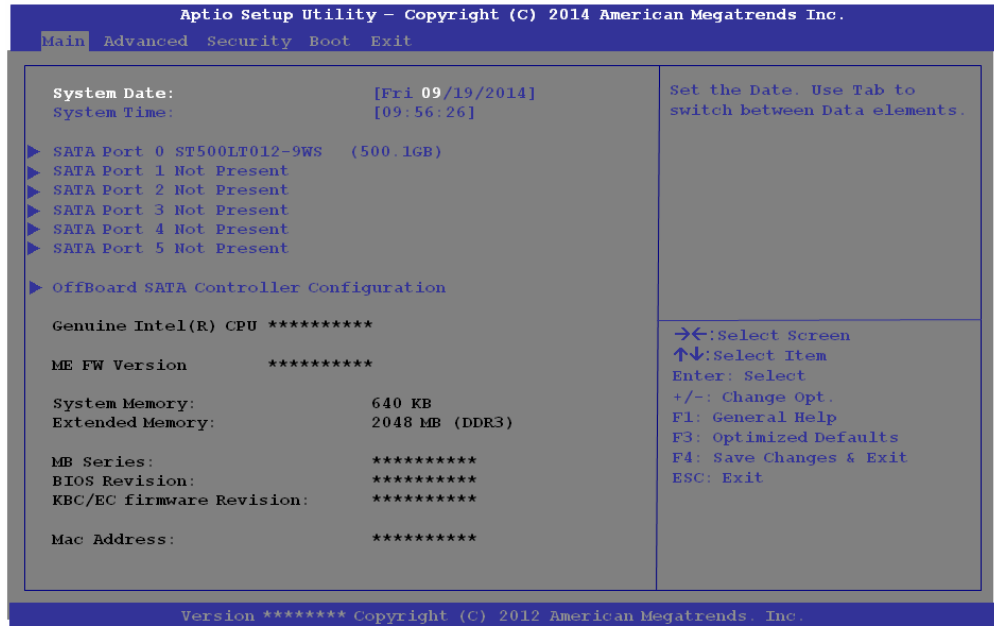 Aptio Setup Utility – Copyright (C) 2014 American Megatrends Inc.
Main Advanced Security Boot Exit
System Date: [Fri 09/19/2014]
System Time: [09:56:26]
▶ SATA Port 0 ST500LT012-9WS (500.1GB)
▶ SATA Port 1 Not Present
▶ SATA Port 2 Not Present
▶ SATA Port 3 Not Present
▶ SATA Port 4 Not Present
▶ SATA Port 5 Not Present
▶ OffBoard SATA Controller Configuration
Genuine Intel(R) CPU **********
ME FW Version **********
System Memory: 640 KB
Extended Memory: 2048 MB (DDR3)
MB Series: **********
BIOS Revision: **********
KBC/EC firmware Revision: **********
Mac Address: **********
Set the Date. Use Tab to
switch between Data elements.
→←:Select Screen
↑↓:Select Item
Enter: Select
+/-: Change Opt.
F1: General Help
F3: Optimized Defaults
F4: Save Changes & Exit
ESC: Exit
Version ******** Copyright (C) 2012 American Megatrends. Inc.